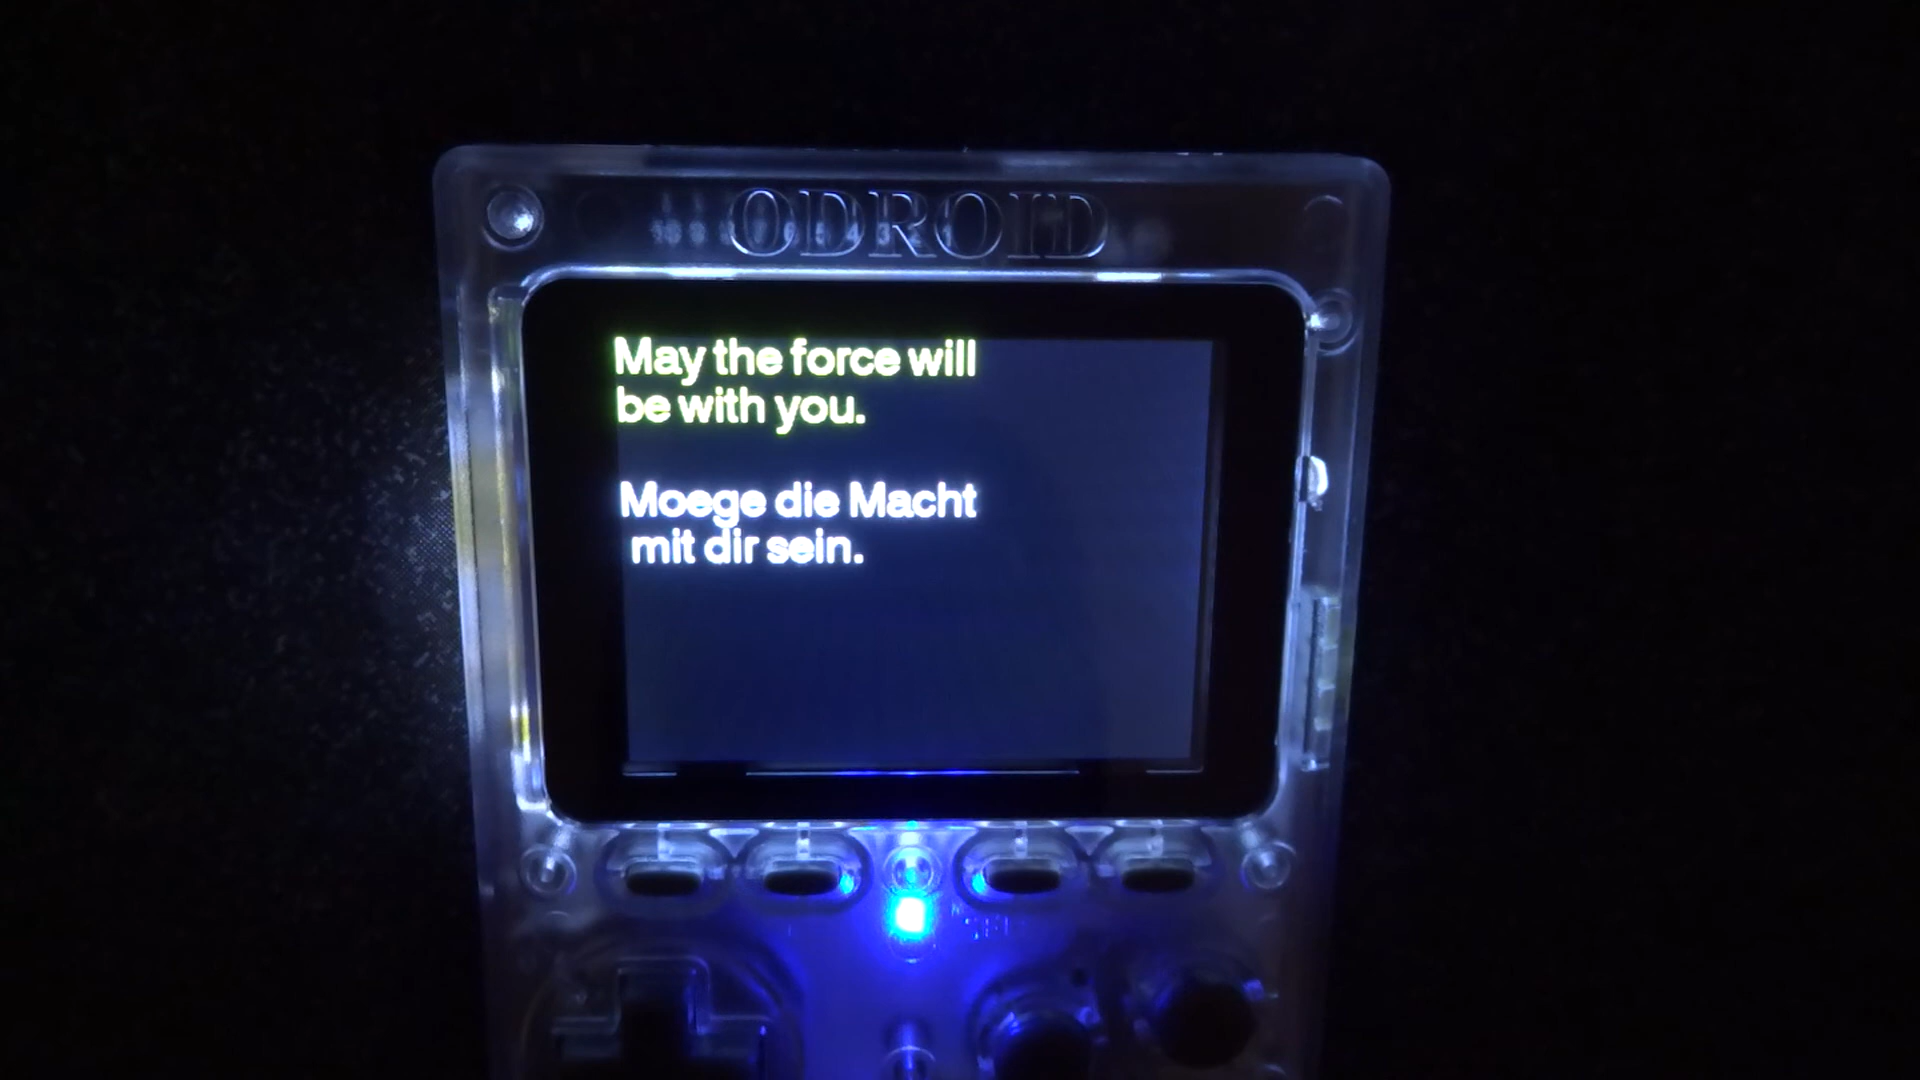 ODROID
May the force will
be with you.
Moege die Macht
mit dir sein.